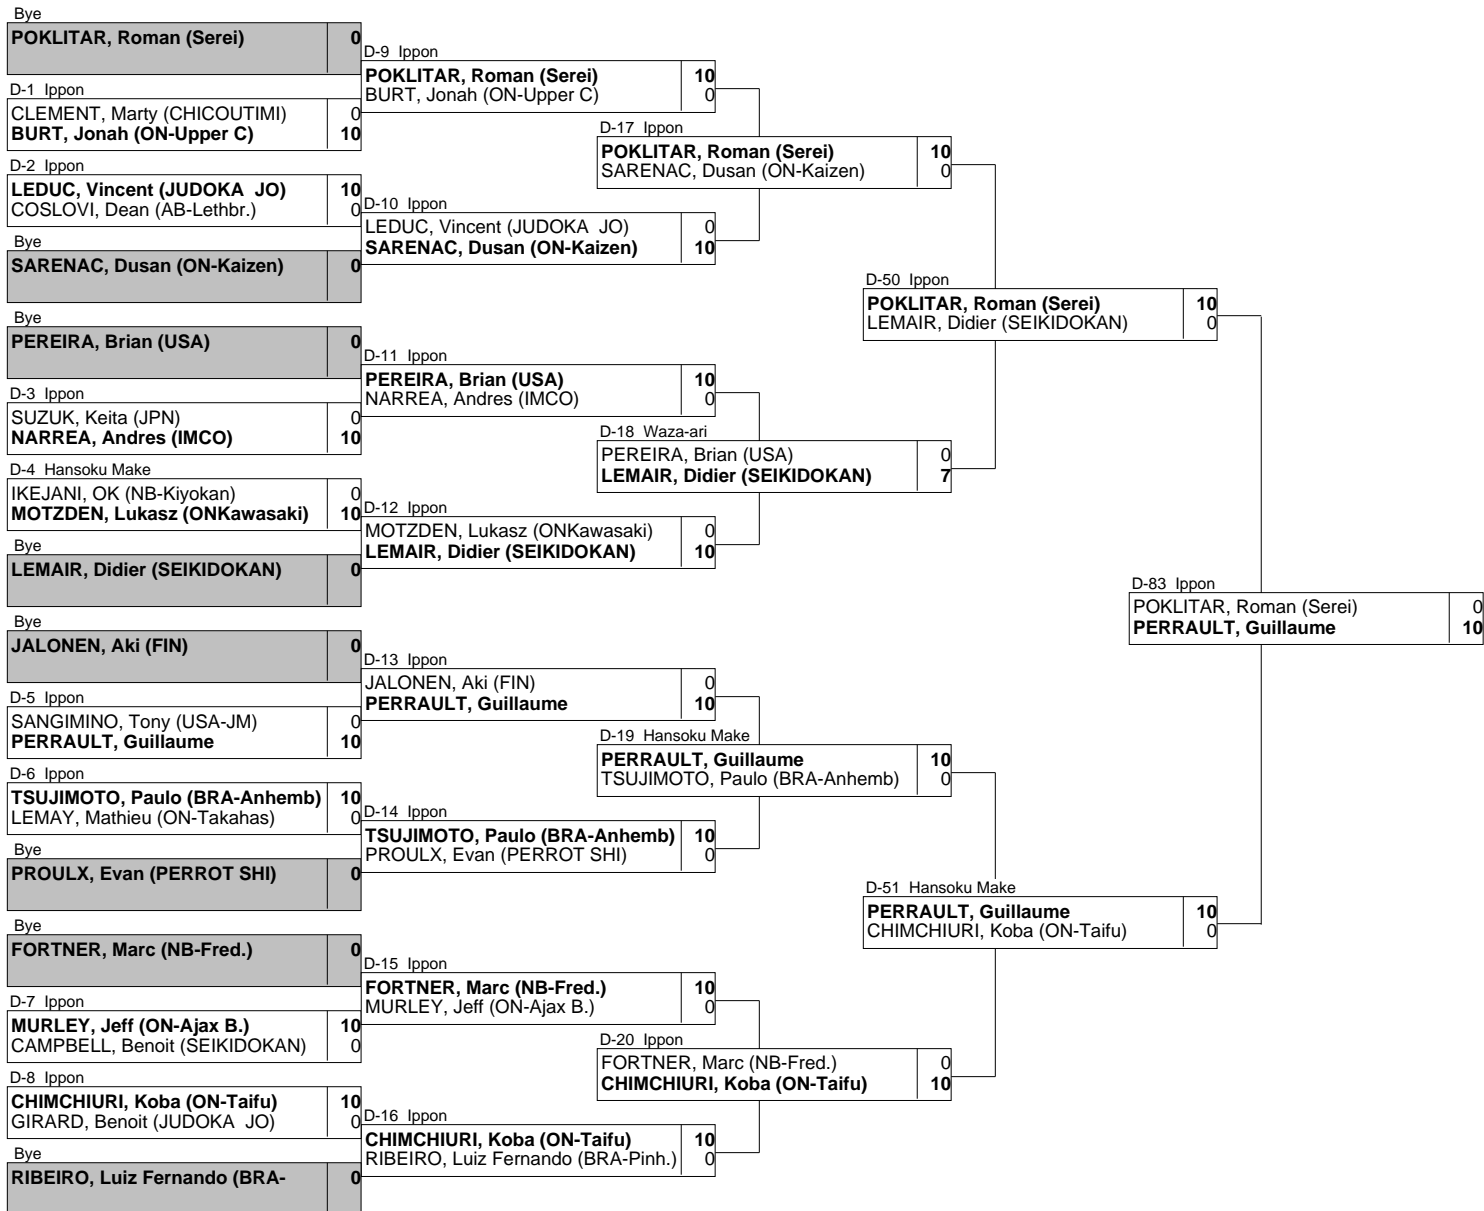 Bye
POKLITAR, Roman (Serei) 0
D-1 Ippon
CLEMENT, Marty (CHICOUTIMI) 0
BURT, Jonah (ON-Upper C) 10
D-2 Ippon
LEDUC, Vincent (JUDOKA JO) 10
COSLOVI, Dean (AB-Lethbr.) 0
Bye
SARENAC, Dusan (ON-Kaizen) 0
Bye
PEREIRA, Brian (USA) 0
D-3 Ippon
SUZUK, Keita (JPN) 0
NARREA, Andres (IMCO) 10
D-4 Hansoku Make
IKEJANI, OK (NB-Kiyokan) 0
MOTZDEN, Lukasz (ONKawasaki) 10
Bye
LEMAIR, Didier (SEIKIDOKAN) 0
Bye
JALONEN, Aki (FIN) 0
D-5 Ippon
SANGIMINO, Tony (USA-JM) 0
PERRAULT, Guillaume 10
D-6 Ippon
TSUJIMOTO, Paulo (BRA-Anhemb) 10
LEMAY, Mathieu (ON-Takahas) 0
Bye
PROULX, Evan (PERROT SHI) 0
Bye
FORTNER, Marc (NB-Fred.) 0
D-7 Ippon
MURLEY, Jeff (ON-Ajax B.) 10
CAMPBELL, Benoit (SEIKIDOKAN) 0
D-8 Ippon
CHIMCHIURI, Koba (ON-Taifu) 10
GIRARD, Benoit (JUDOKA JO) 0
Bye
RIBEIRO, Luiz Fernando (BRA- 0
D-9 Ippon
POKLITAR, Roman (Serei) 10
BURT, Jonah (ON-Upper C) 0
D-10 Ippon
LEDUC, Vincent (JUDOKA JO) 0
SARENAC, Dusan (ON-Kaizen) 10
D-11 Ippon
PEREIRA, Brian (USA) 10
NARREA, Andres (IMCO) 0
D-12 Ippon
MOTZDEN, Lukasz (ONKawasaki) 0
LEMAIR, Didier (SEIKIDOKAN) 10
D-13 Ippon
JALONEN, Aki (FIN) 0
PERRAULT, Guillaume 10
D-14 Ippon
TSUJIMOTO, Paulo (BRA-Anhemb) 10
PROULX, Evan (PERROT SHI) 0
D-15 Ippon
FORTNER, Marc (NB-Fred.) 10
MURLEY, Jeff (ON-Ajax B.) 0
D-16 Ippon
CHIMCHIURI, Koba (ON-Taifu) 10
RIBEIRO, Luiz Fernando (BRA-Pinh.) 0
D-17 Ippon
POKLITAR, Roman (Serei) 10
SARENAC, Dusan (ON-Kaizen) 0
D-18 Waza-ari
PEREIRA, Brian (USA) 0
LEMAIR, Didier (SEIKIDOKAN) 7
D-19 Hansoku Make
PERRAULT, Guillaume 10
TSUJIMOTO, Paulo (BRA-Anhemb) 0
D-20 Ippon
FORTNER, Marc (NB-Fred.) 0
CHIMCHIURI, Koba (ON-Taifu) 10
D-50 Ippon
POKLITAR, Roman (Serei) 10
LEMAIR, Didier (SEIKIDOKAN) 0
D-51 Hansoku Make
PERRAULT, Guillaume 10
CHIMCHIURI, Koba (ON-Taifu) 0
D-83 Ippon
POKLITAR, Roman (Serei) 0
PERRAULT, Guillaume 10